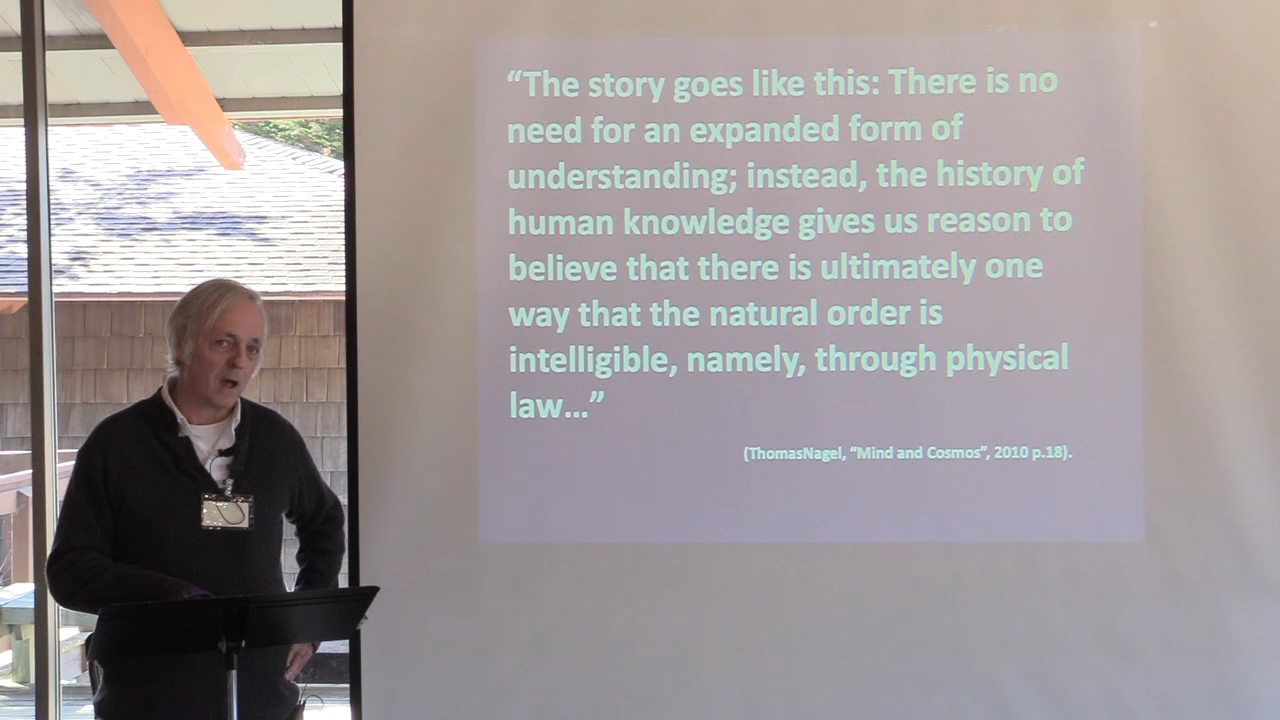 “The story goes like this: There is no
need for an expanded form of
understanding; instead, the history of
human knowledge gives us reason to
believe that there is ultimately one
way that the natural order is
intelligible, namely, through physical
law…”
(ThomasNagel, “Mind and Cosmos”, 2010 p.18).